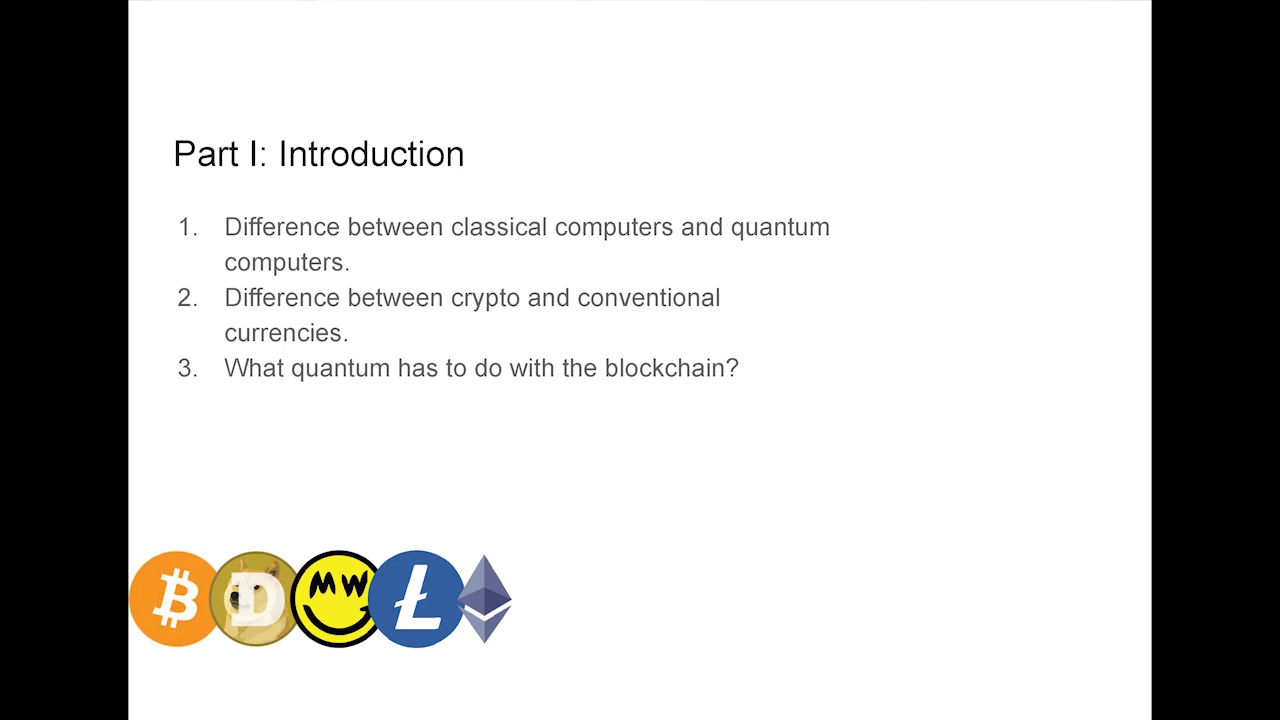 Part I: Introduction
1. Difference between classical computers and quantum
computers.
2. Difference between crypto and conventional
currencies.
3. What quantum has to do with the blockchain?
MW